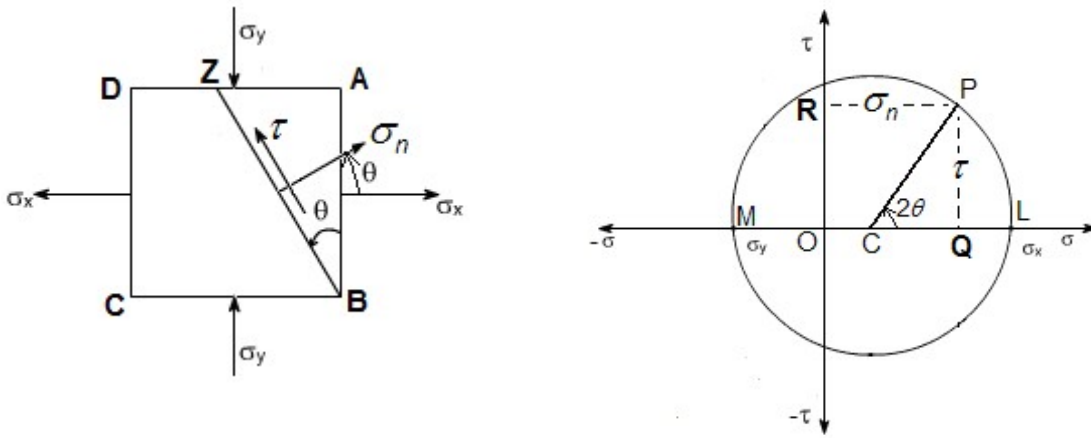 σy
D Z A
τ σn
θ
σx θ σx
C B
σy
τ
R σn P
τ
M 2θ L
-σ σy O C Q σx σ
-τ